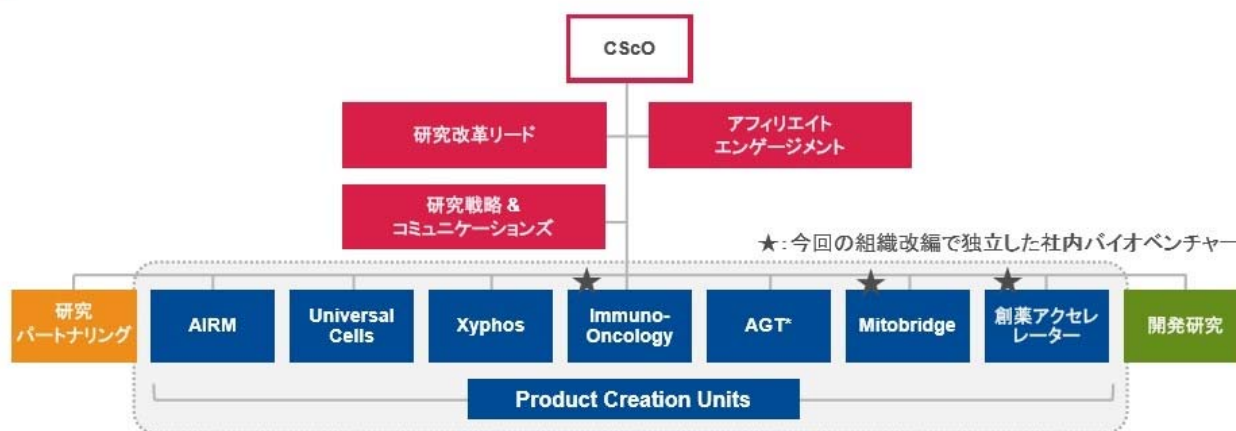 CScO
研究改革リード
アフィリエイト
エンゲージメント
研究戦略 &
コミュニケーションズ
★：今回の組織改編で独立した社内バイオベンチャー
研究
パートナリング
AIRM
Universal
Cells
Xyphos
★
Immuno-
Oncology
AGT*
★
Mitobridge
★
創薬アクセレ
レーター
開発研究
Product Creation Units